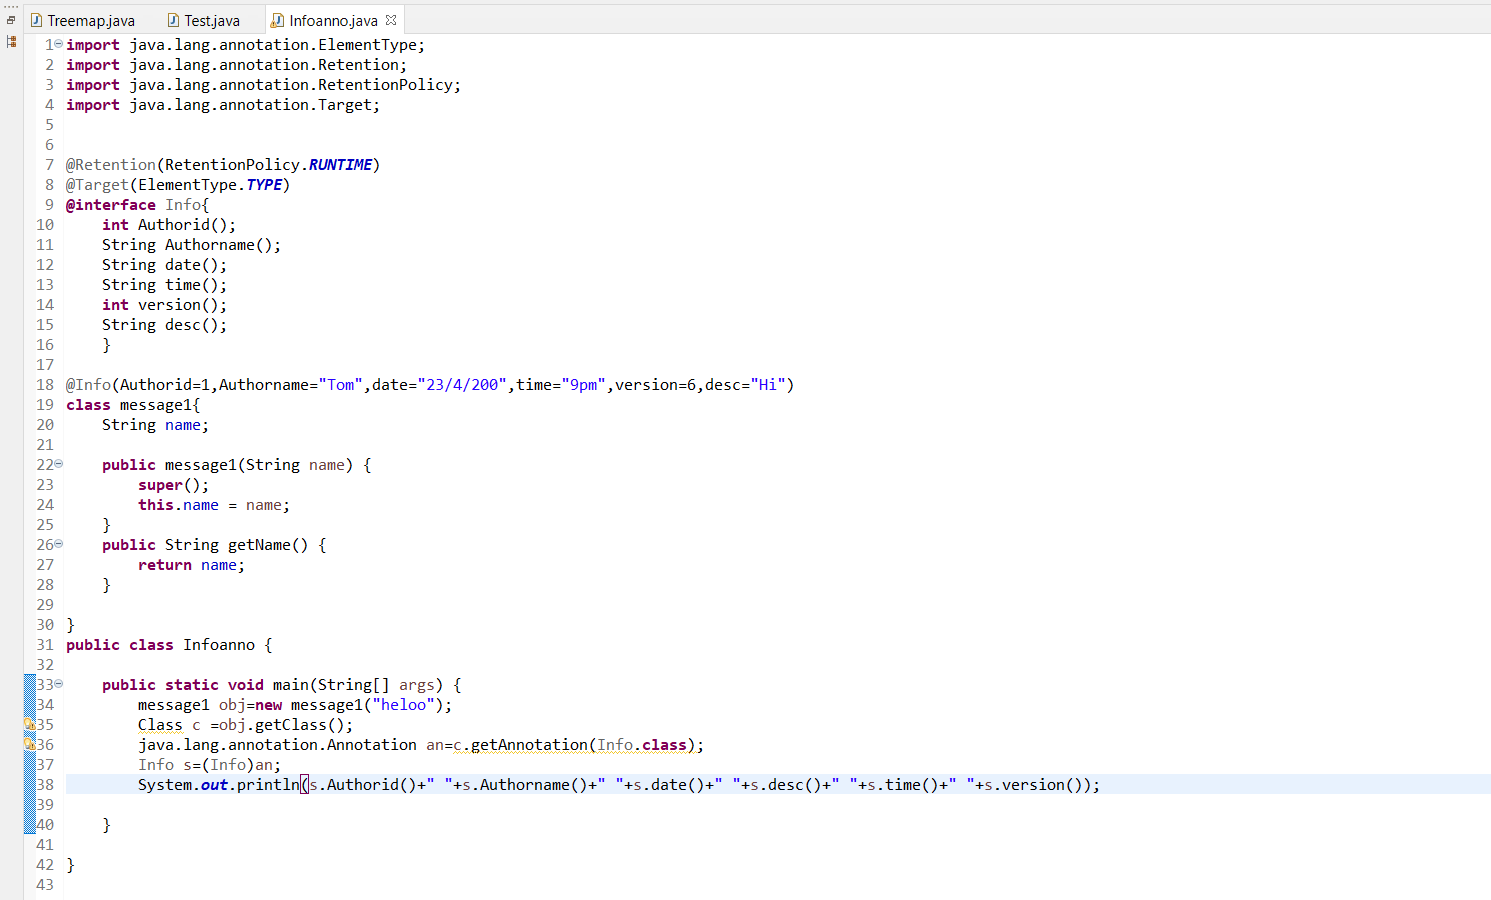 Treemap.java Test.java Infoanno.java
1 import java.lang.annotation.ElementType;
2 import java.lang.annotation.Retention;
3 import java.lang.annotation.RetentionPolicy;
4 import java.lang.annotation.Target;
5
6
7 @Retention(RetentionPolicy.RUNTIME)
8 @Target(ElementType.TYPE)
9 @interface Info{
10     int Authorid();
11     String Authorname();
12     String date();
13     String time();
14     int version();
15     String desc();
16     }
17
18 @Info(Authorid=1,Authorname="Tom",date="23/4/200",time="9pm",version=6,desc="Hi")
19 class message1{
20     String name;
21
22     public message1(String name) {
23         super();
24         this.name = name;
25     }
26     public String getName() {
27         return name;
28     }
29
30 }
31 public class Infoanno {
32
33     public static void main(String[] args) {
34         message1 obj=new message1("heloo");
35         Class c =obj.getClass();
36         java.lang.annotation.Annotation an=c.getAnnotation(Info.class);
37         Info s=(Info)an;
38         System.out.println(s.Authorid()+" "+s.Authorname()+" "+s.date()+" "+s.desc()+" "+s.time()+" "+s.version());
39
40     }
41
42 }
43